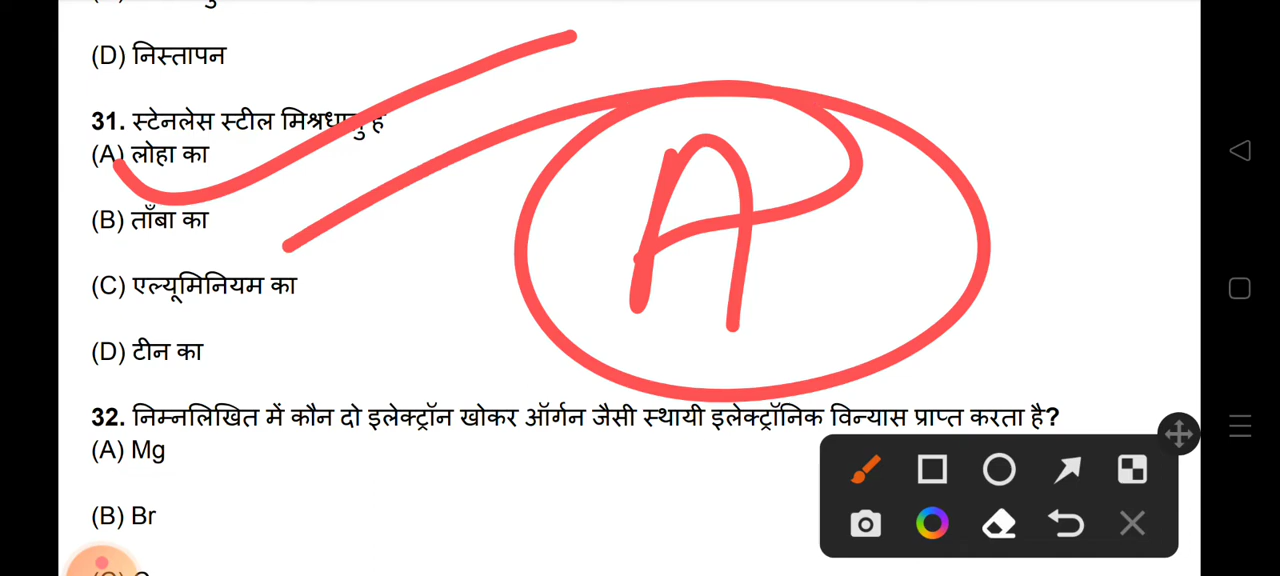 (D) निस्तापन
31. स्टेनलेस स्टील मिश्रधातु है
(A) लोहा का
(B) ताँबा का
(C) एल्यूमिनियम का
(D) टीन का
A
32. निम्नलिखित में कौन दो इलेक्ट्रॉन खोकर ऑर्गन जैसी स्थायी इलेक्ट्रॉनिक विन्यास प्राप्त करता है?
(A) Mg
(B) Br